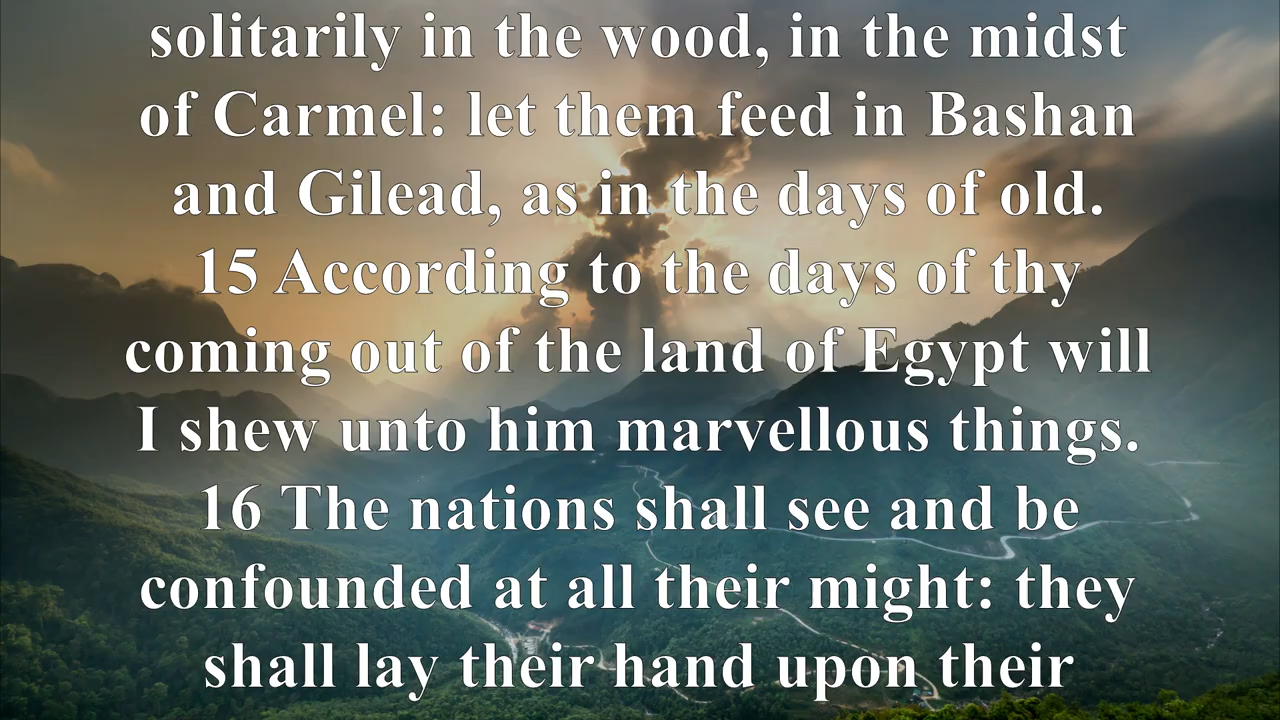 solitarily in the wood, in the midst
of Carmel: let them feed in Bashan
and Gilead, as in the days of old.
15 According to the days of thy
coming out of the land of Egypt will
I shew unto him marvellous things.
16 The nations shall see and be
confounded at all their might: they
shall lay their hand upon their